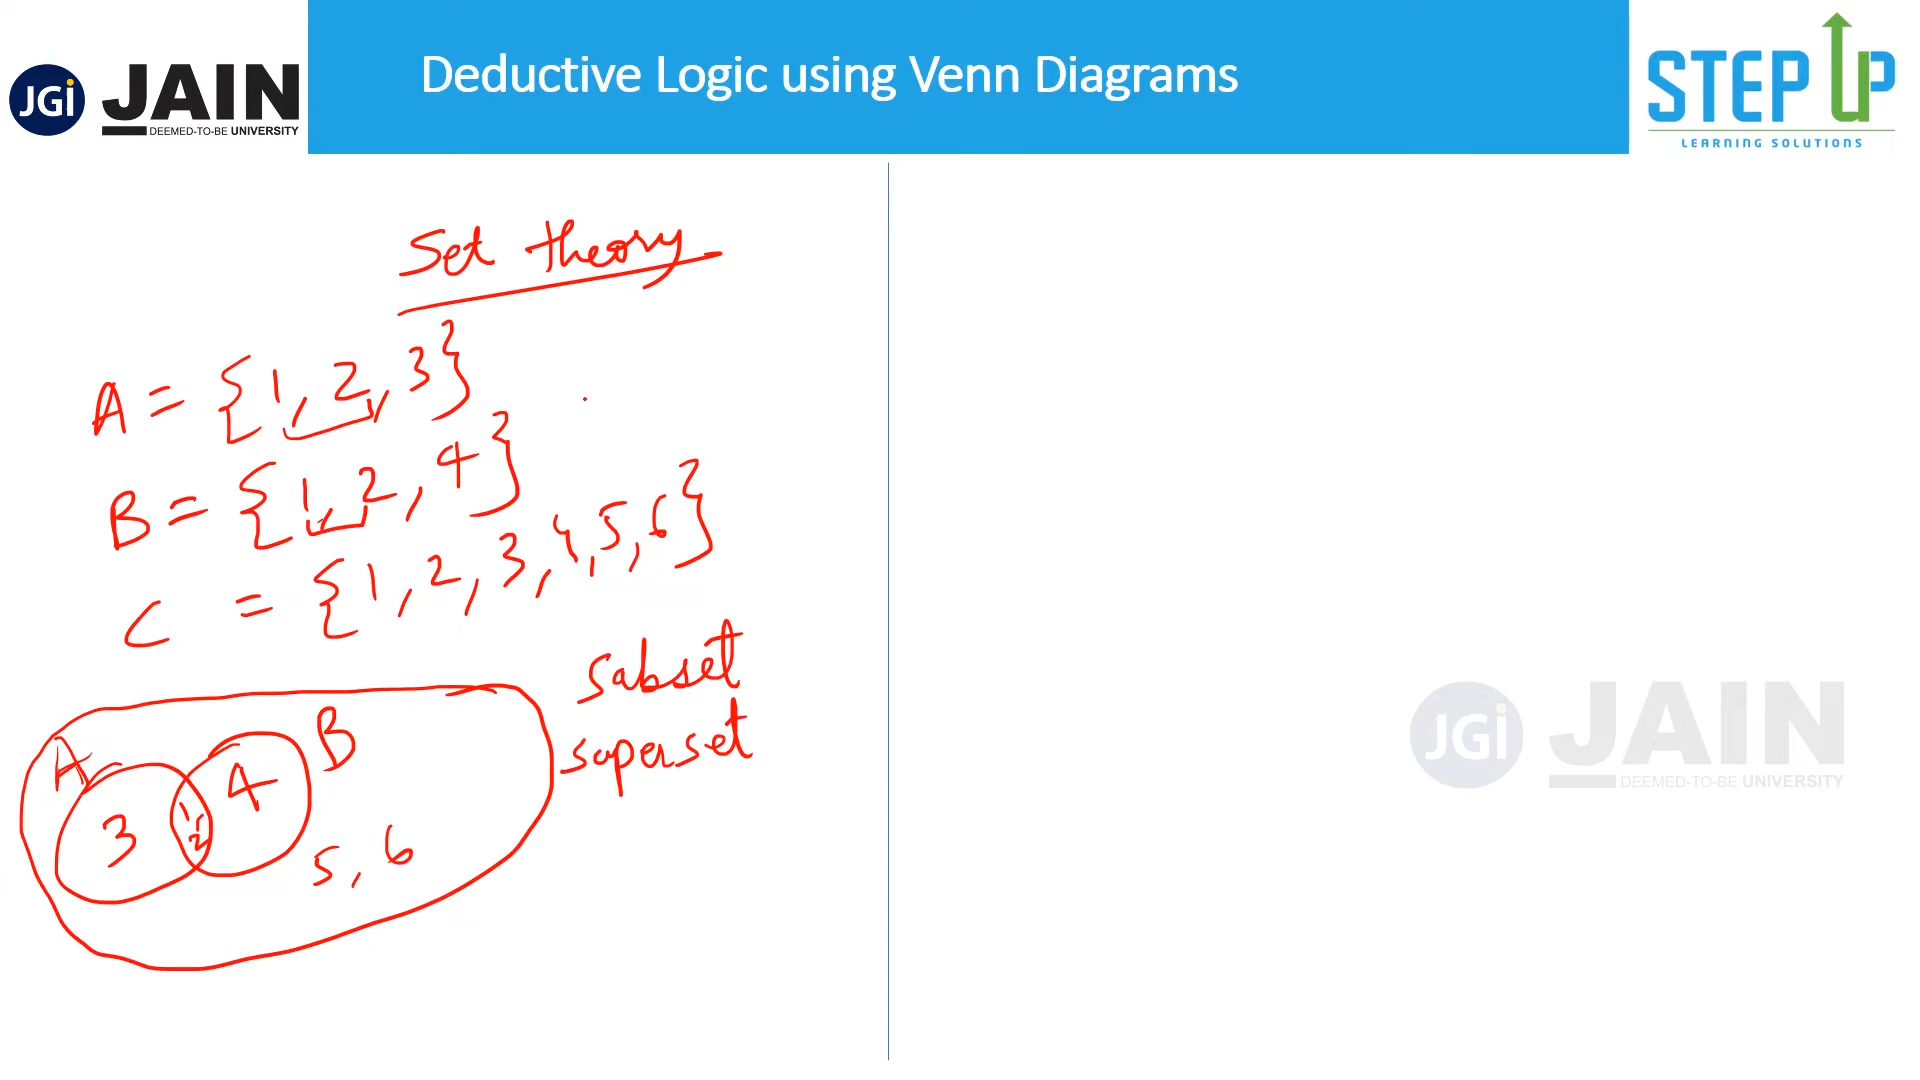 JGi JAIN
DEEMED-TO-BE UNIVERSITY
Deductive Logic using Venn Diagrams
STEP UP
LEARNING SOLUTIONS
Set theory
A = {1, 2, 3}
B = {1, 2, 4}
C = {1, 2, 3, 4, 5, 6}
Subset
superset
A
B
3
1,
2
4
5, 6
JGi JAIN
DEEMED-TO-BE UNIVERSITY